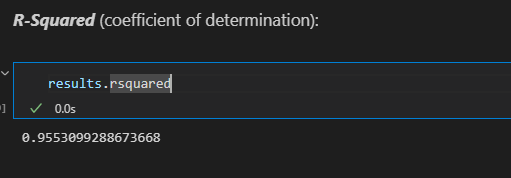 R-Squared (coefficient of determination):
results.rsquared
0.0s
0.9553099288673668